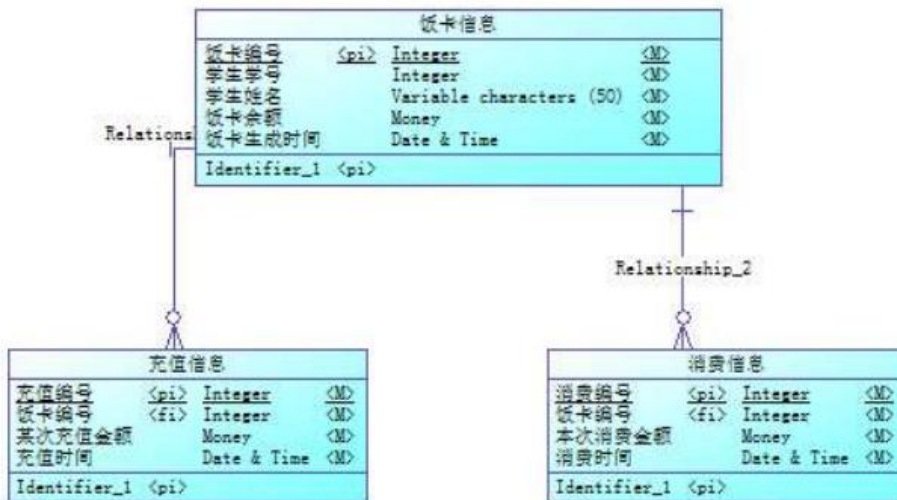 饭卡信息
饭卡编号 <pi> Integer <M>
学生学号 Integer <M>
学生姓名 Variable characters (50) <M>
饭卡余额 Money <M>
饭卡生成时间 Date & Time <M>
Identifier_1 <pi>
Relations
Relationship_2
充值信息
充值编号 <pi> Integer <M>
饭卡编号 <fi> Integer <M>
某次充值金额 Money <M>
充值时间 Date & Time <M>
Identifier_1 <pi>
消费信息
消费编号 <pi> Integer <M>
饭卡编号 <fi> Integer <M>
本次消费金额 Money <M>
消费时间 Date & Time <M>
Identifier_1 <pi>